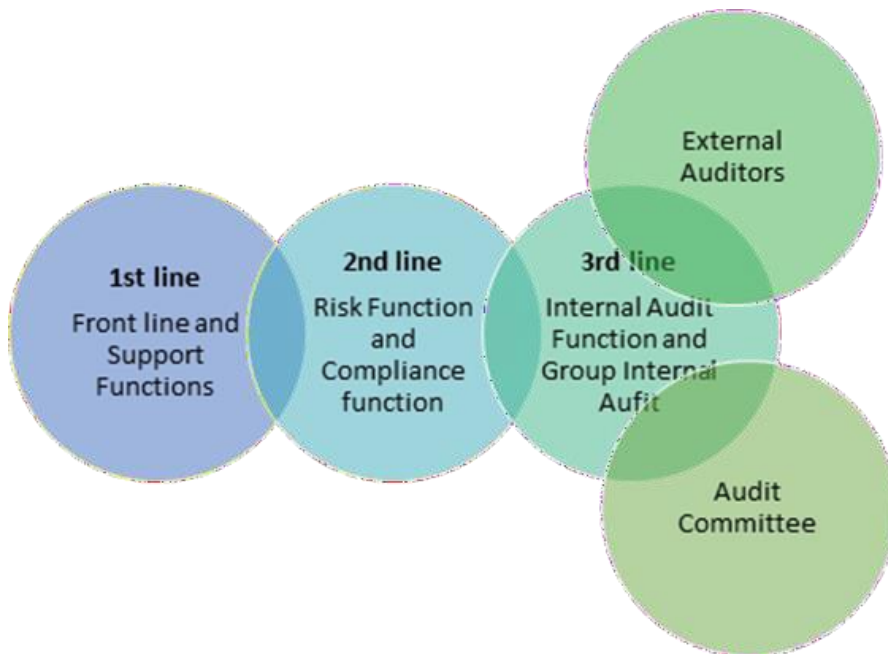 1st line
Front line and
Support
Functions
2nd line
Risk Function
and
Compliance
function
3rd line
Internal Audit
Function and
Group Internal
Aufit
External
Auditors
Audit
Committee